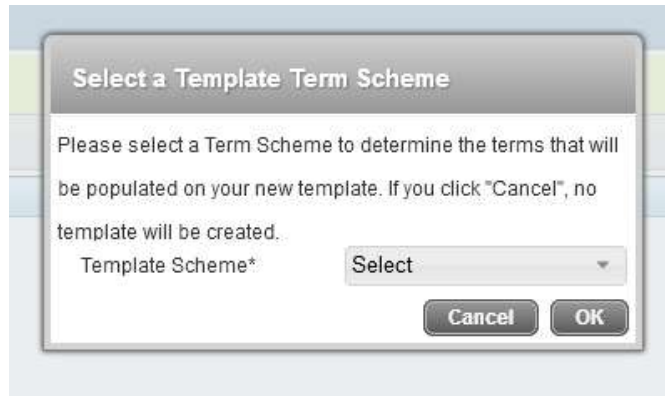 Select a Template Term Scheme
Please select a Term Scheme to determine the terms that will
be populated on your new template. If you click "Cancel", no
template will be created.
Template Scheme* Select
Cancel OK